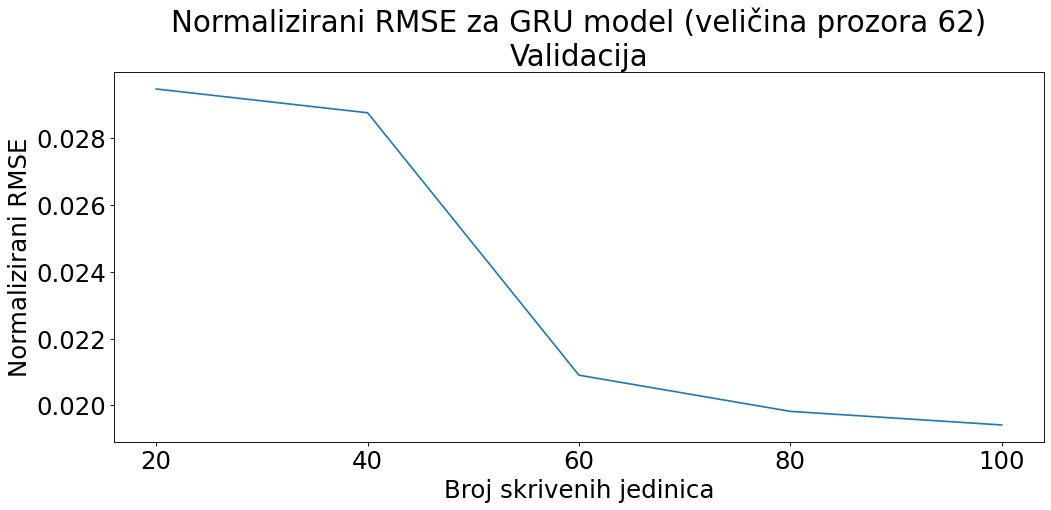 Normalizirani RMSE za GRU model (veličina prozora 62)
Validacija
Normalizirani RMSE
0.028
0.026
0.024
0.022
0.020
20 40 60 80 100
Broj skrivenih jedinica